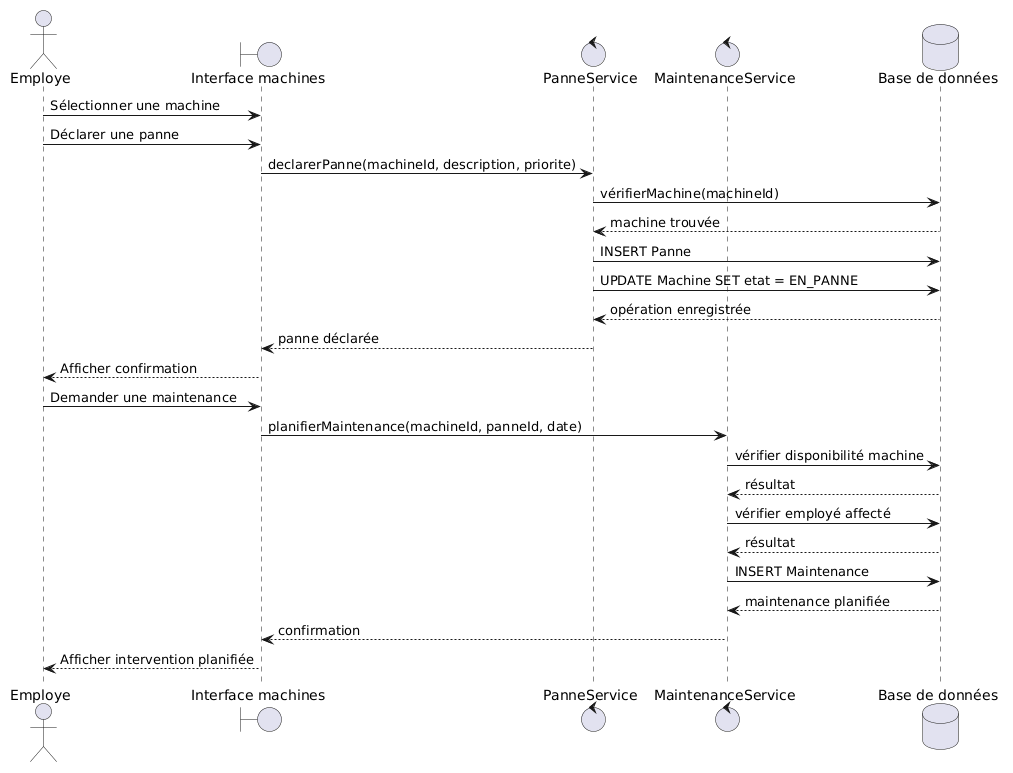 Employe
Interface machines
PanneService
MaintenanceService
Base de données
Sélectionner une machine
Déclarer une panne
declarerPanne(machineId, description, priorite)
vérifierMachine(machineId)
machine trouvée
INSERT Panne
UPDATE Machine SET etat = EN_PANNE
opération enregistrée
panne déclarée
Afficher confirmation
Demander une maintenance
planifierMaintenance(machineId, panneId, date)
vérifier disponibilité machine
résultat
vérifier employé affecté
résultat
INSERT Maintenance
maintenance planifiée
confirmation
Afficher intervention planifiée
Employe
Interface machines
PanneService
MaintenanceService
Base de données